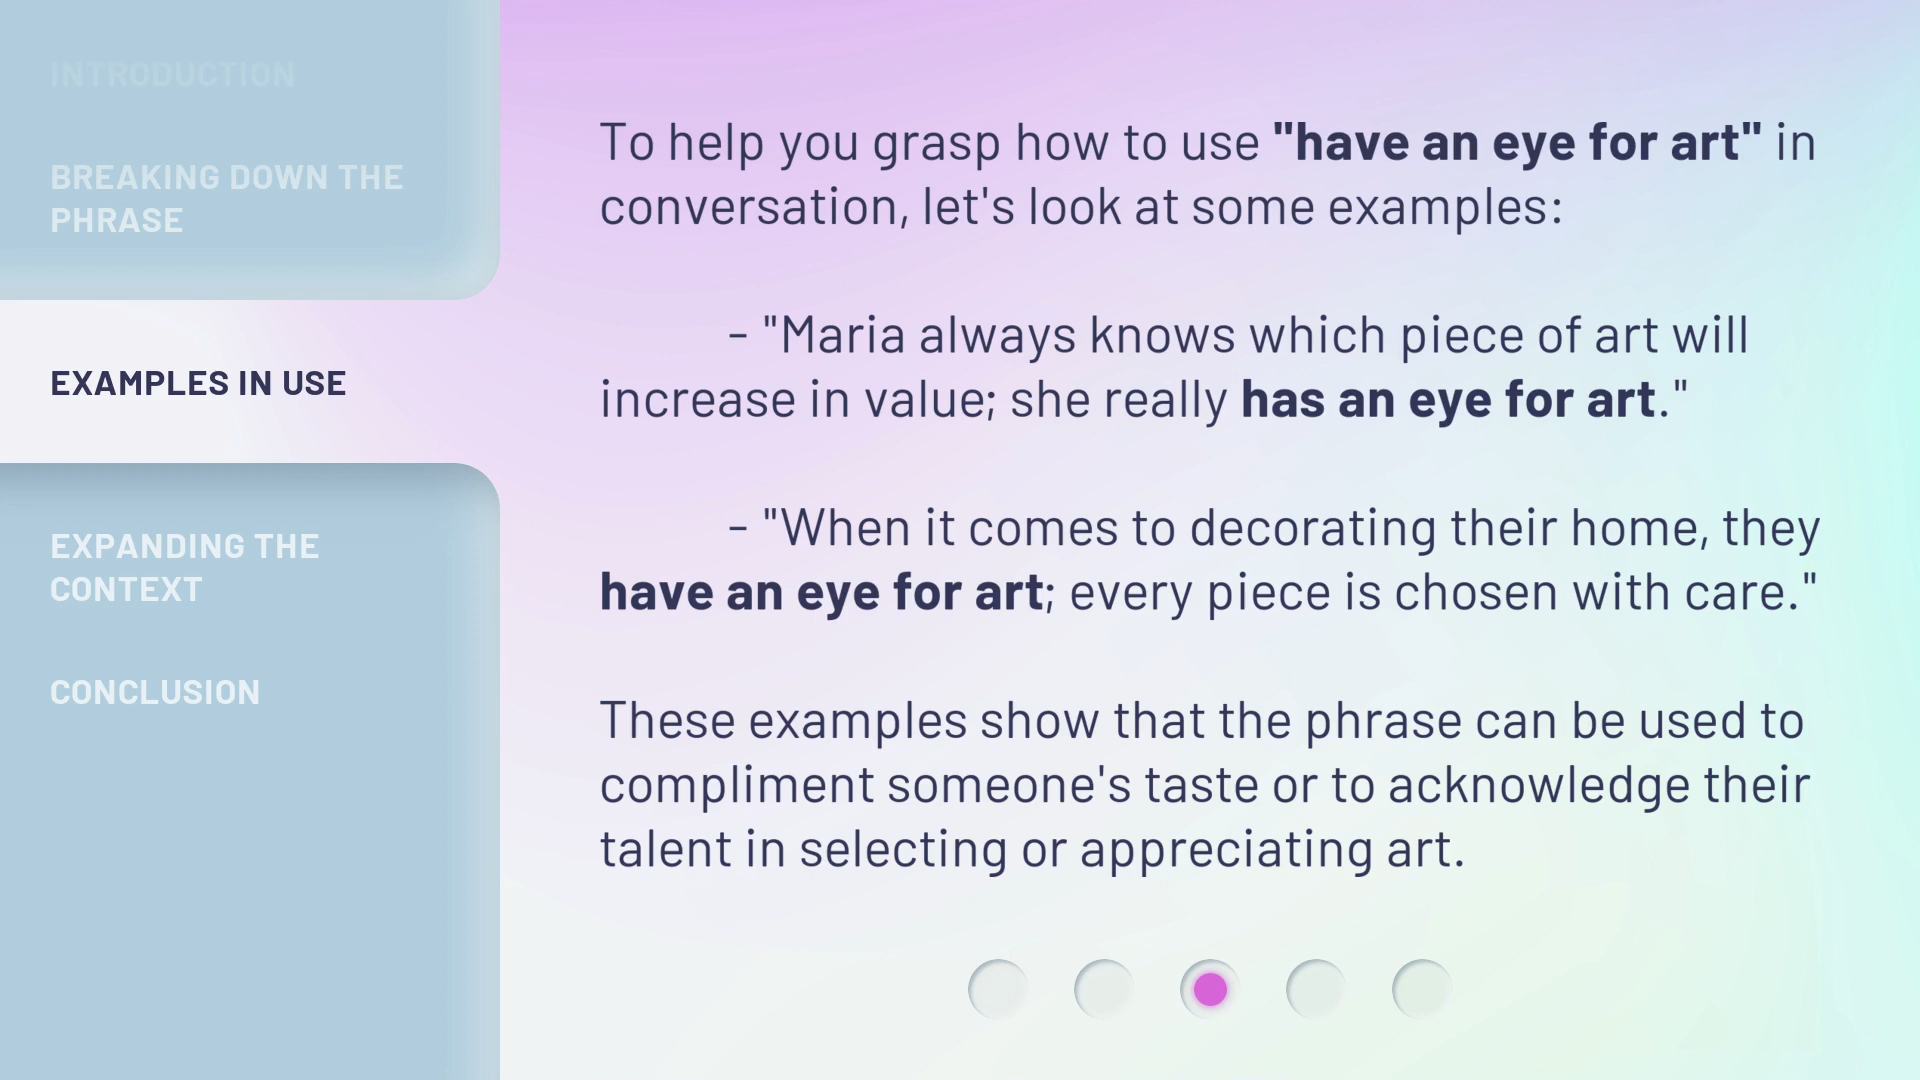 INTRODUCTION
BREAKING DOWN THE
PHRASE
EXAMPLES IN USE
EXPANDING THE
CONTEXT
CONCLUSION
To help you grasp how to use "have an eye for art" in
conversation, let's look at some examples:
- "Maria always knows which piece of art will
increase in value; she really has an eye for art."
- "When it comes to decorating their home, they
have an eye for art; every piece is chosen with care."
These examples show that the phrase can be used to
compliment someone's taste or to acknowledge their
talent in selecting or appreciating art.